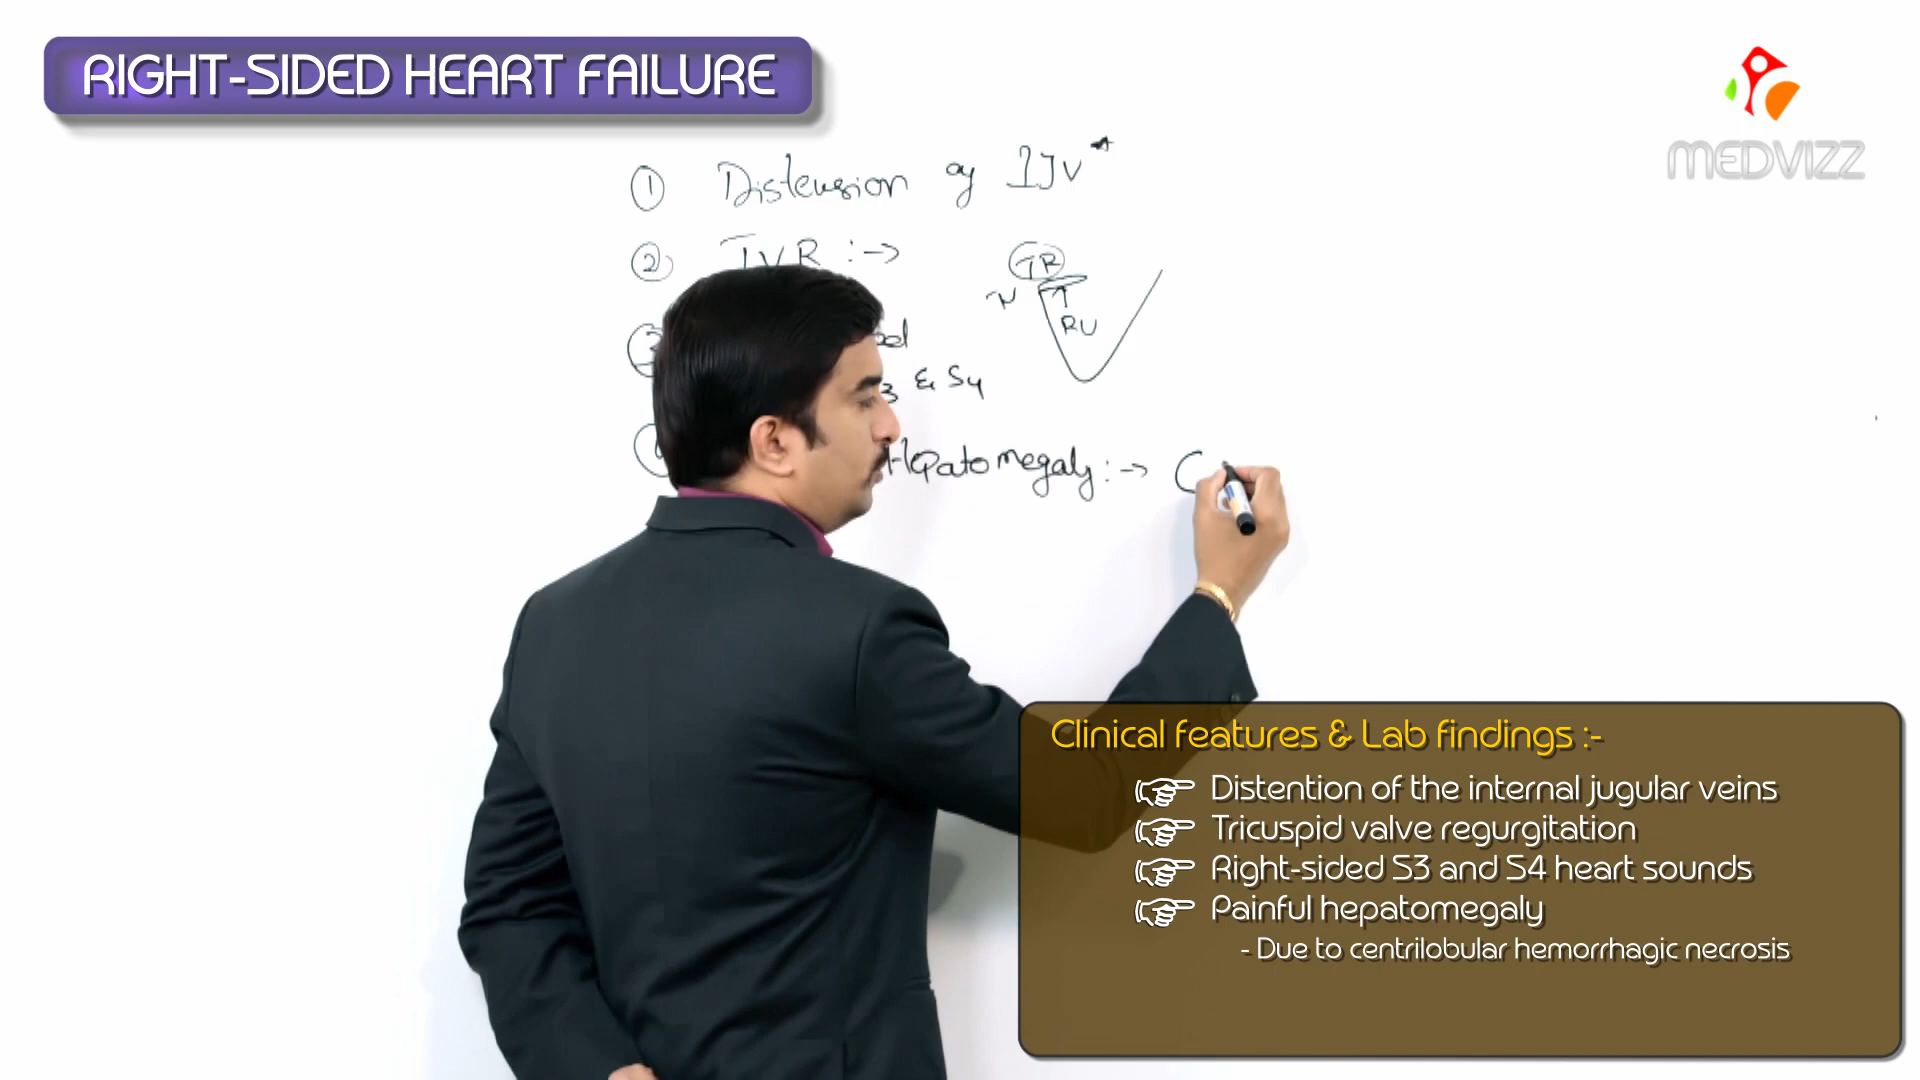 RIGHT-SIDED HEART FAILURE
MEDVIZZ
① Distension of IJV *
② TVR :->
TR
T
RV
③
& S4
Hepatomegaly :-> C
Clinical features & Lab findings :-
Distention of the internal jugular veins
Tricuspid valve regurgitation
Right-sided S3 and S4 heart sounds
Painful hepatomegaly
- Due to centrilobular hemorrhagic necrosis